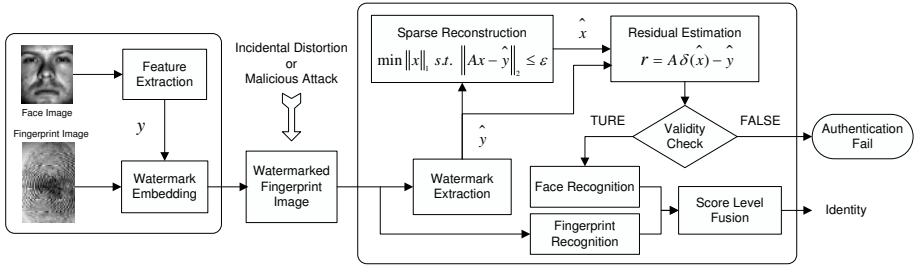 Face Image
Fingerprint Image
Feature
Extraction
y
Watermark
Embedding
Incidental Distortion
or
Malicious Attack
Watermarked
Fingerprint
Image
Sparse Reconstruction
min ‖x‖₁ s.t. ‖Ax − ŷ‖₂ ≤ ε
x̂
Residual Estimation
r = Aδ(x̂) − ŷ
ŷ
Watermark
Extraction
TURE
Validity
Check
FALSE
Authentication
Fail
Face Recognition
Fingerprint
Recognition
Score Level
Fusion
Identity